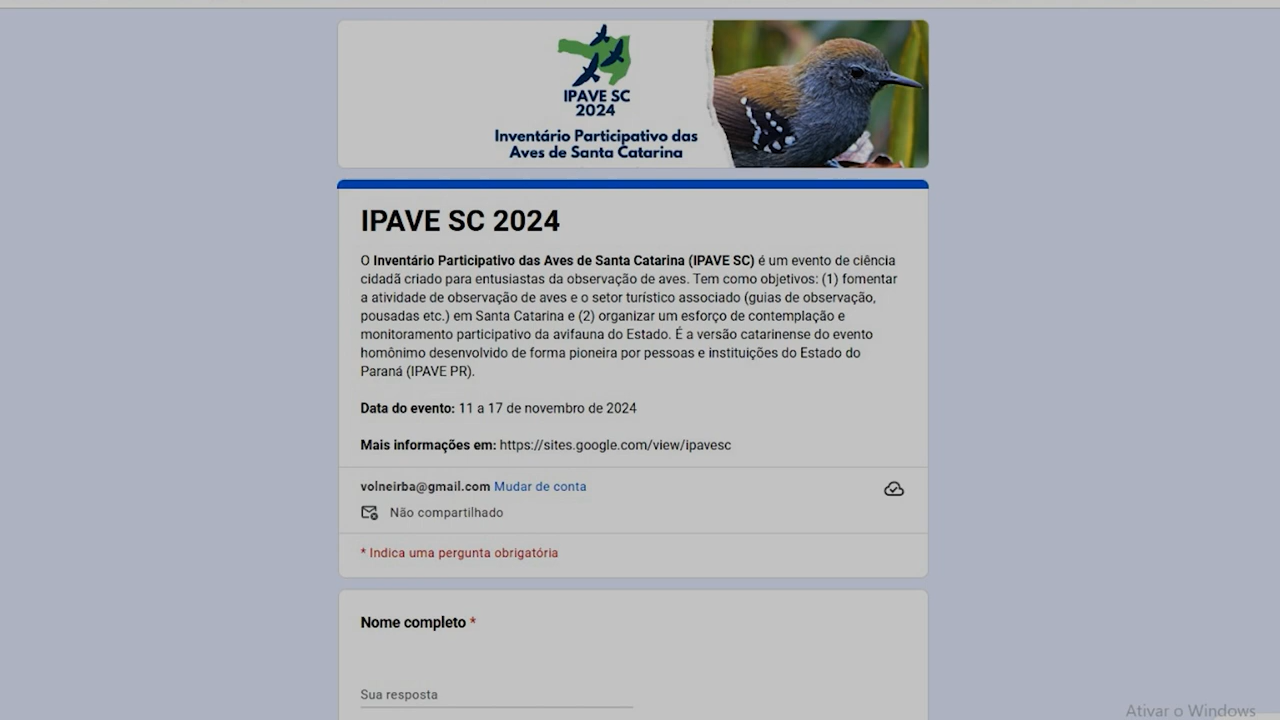 IPAVE SC
2024
Inventário Participativo das
Aves de Santa Catarina
IPAVE SC 2024
O Inventário Participativo das Aves de Santa Catarina (IPAVE SC) é um evento de ciência
cidadã criado para entusiastas da observação de aves. Tem como objetivos: (1) fomentar
a atividade de observação de aves e o setor turístico associado (guias de observação,
pousadas etc.) em Santa Catarina e (2) organizar um esforço de contemplação e
monitoramento participativo da avifauna do Estado. É a versão catarinense do evento
homônimo desenvolvido de forma pioneira por pessoas e instituições do Estado do
Paraná (IPAVE PR).
Data do evento: 11 a 17 de novembro de 2024
Mais informações em: https://sites.google.com/view/ipavesc
volneirba@gmail.com Mudar de conta
Não compartilhado
* Indica uma pergunta obrigatória
Nome completo *
Sua resposta
Ativar o Windows